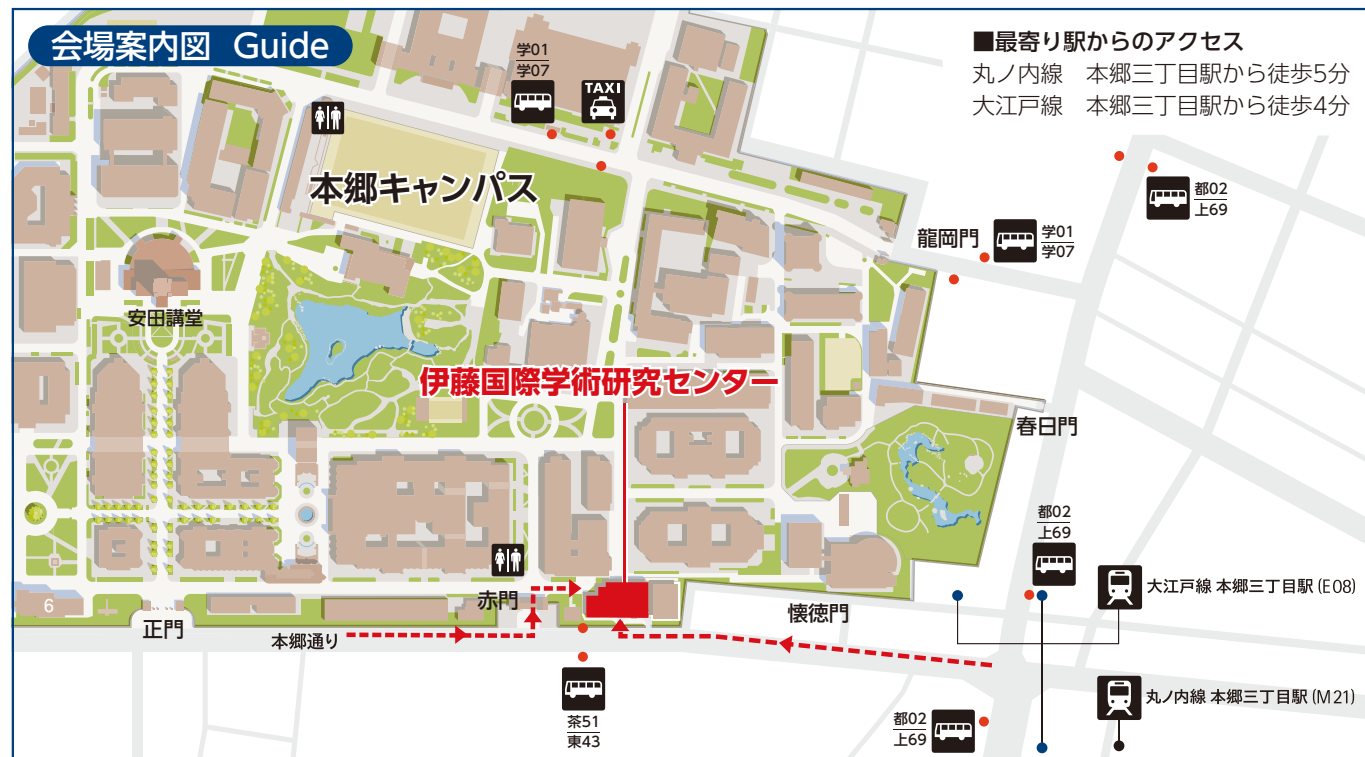 会場案内図 Guide
■最寄り駅からのアクセス
丸ノ内線 本郷三丁目駅から徒歩5分
大江戸線 本郷三丁目駅から徒歩4分
学01
学07
TAXI
本郷キャンパス
都02
上69
龍岡門
学01
学07
安田講堂
伊藤国際学術研究センター
春日門
都02
上69
大江戸線 本郷三丁目駅 (E08)
6
正門
赤門
懐徳門
本郷通り
茶51
東43
都02
上69
丸ノ内線 本郷三丁目駅 (M21)